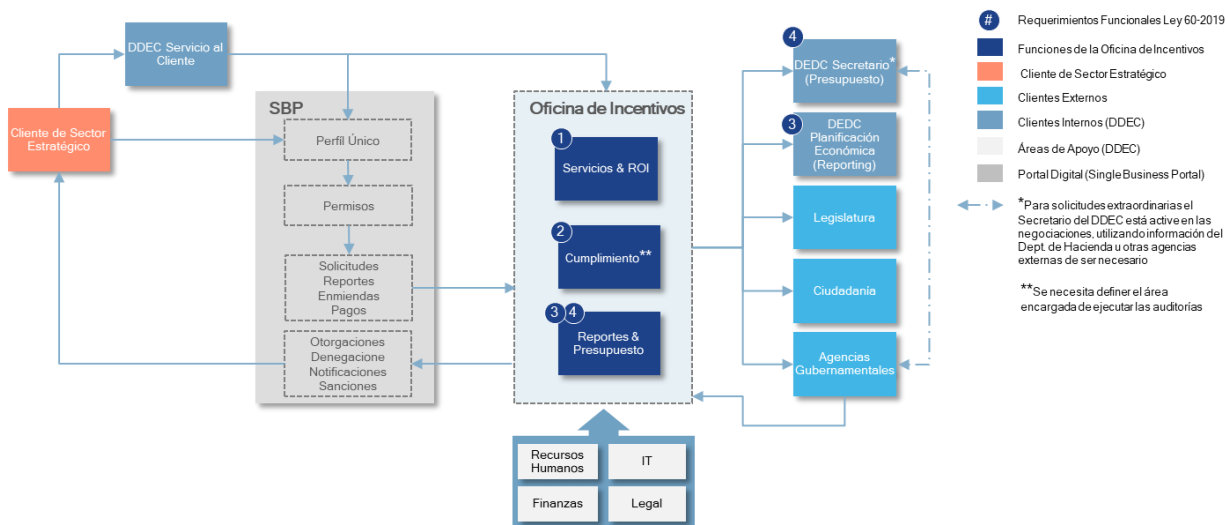 DDEC Servicio al
Cliente
Cliente de Sector
Estratégico
SBP
Perfíl Único
Permisos
Solicitudes
Reportes
Enmiendas
Pagos
Otorgaciones
Denegacione
Notificaciones
Sanciones
Oficina de Incentivos
1
Servicios & ROI
2
Cumplimiento**
3 4
Reportes &
Presupuesto
Recursos
Humanos
IT
Finanzas
Legal
4
DEDC Secretario*
(Presupuesto)
3
DEDC
Planificación
Económica
(Reporting)
Legislatura
Ciudadanía
Agencias
Gubernamentales
# Requerimientos Funcionales Ley 60-2019
Funciones de la Oficina de Incentivos
Cliente de Sector Estratégico
Clientes Externos
Clientes Internos (DDEC)
Áreas de Apoyo (DDEC)
Portal Digital (Single Business Portal)
*Para solicitudes extraordinarias el
Secretario del DDEC está active en las
negociaciones, utilizando información del
Dept. de Hacienda u otras agencias
externas de ser necesario
**Se necesita definer el área
encargada de ejecutar las auditorías